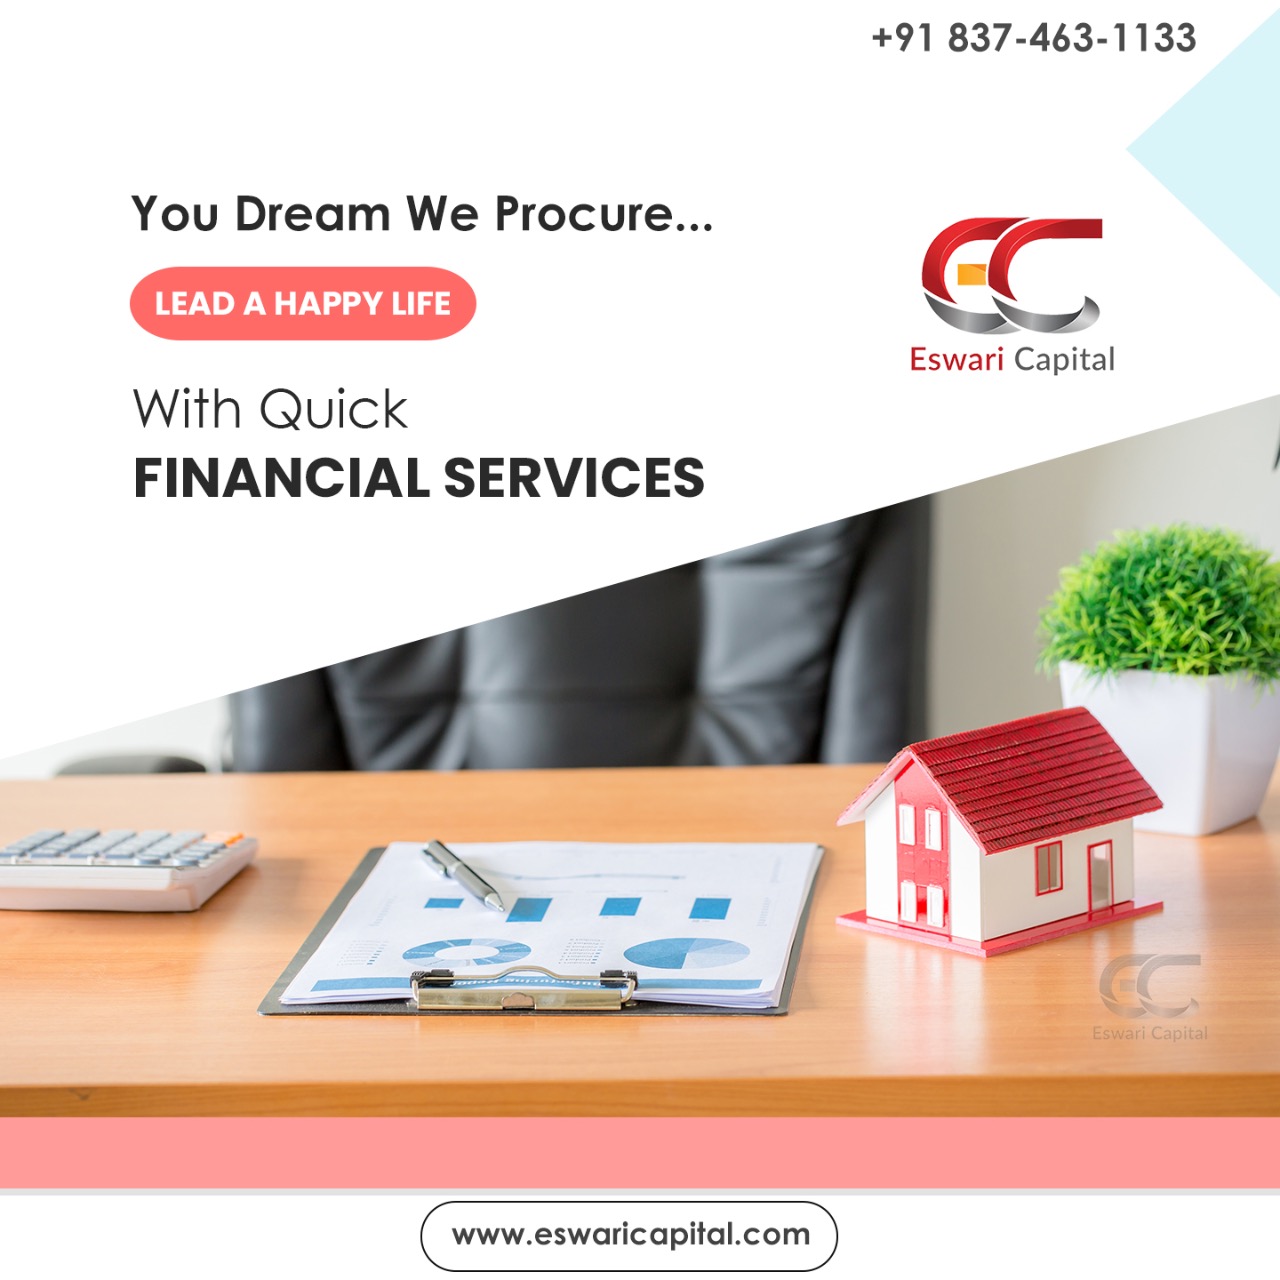 +91 837-463-1133
You Dream We Procure...
LEAD A HAPPY LIFE
Eswari Capital
With Quick
FINANCIAL SERVICES
Eswari Capital
www.eswaricapital.com